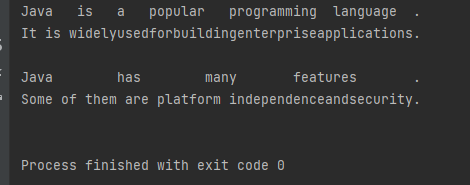 Java   is   a   popular   programming  language  .
It is widelyusedforbuildingenterpriseapplications.
Java        has        many       features       .
Some of them are platform independenceandsecurity.
Process finished with exit code 0